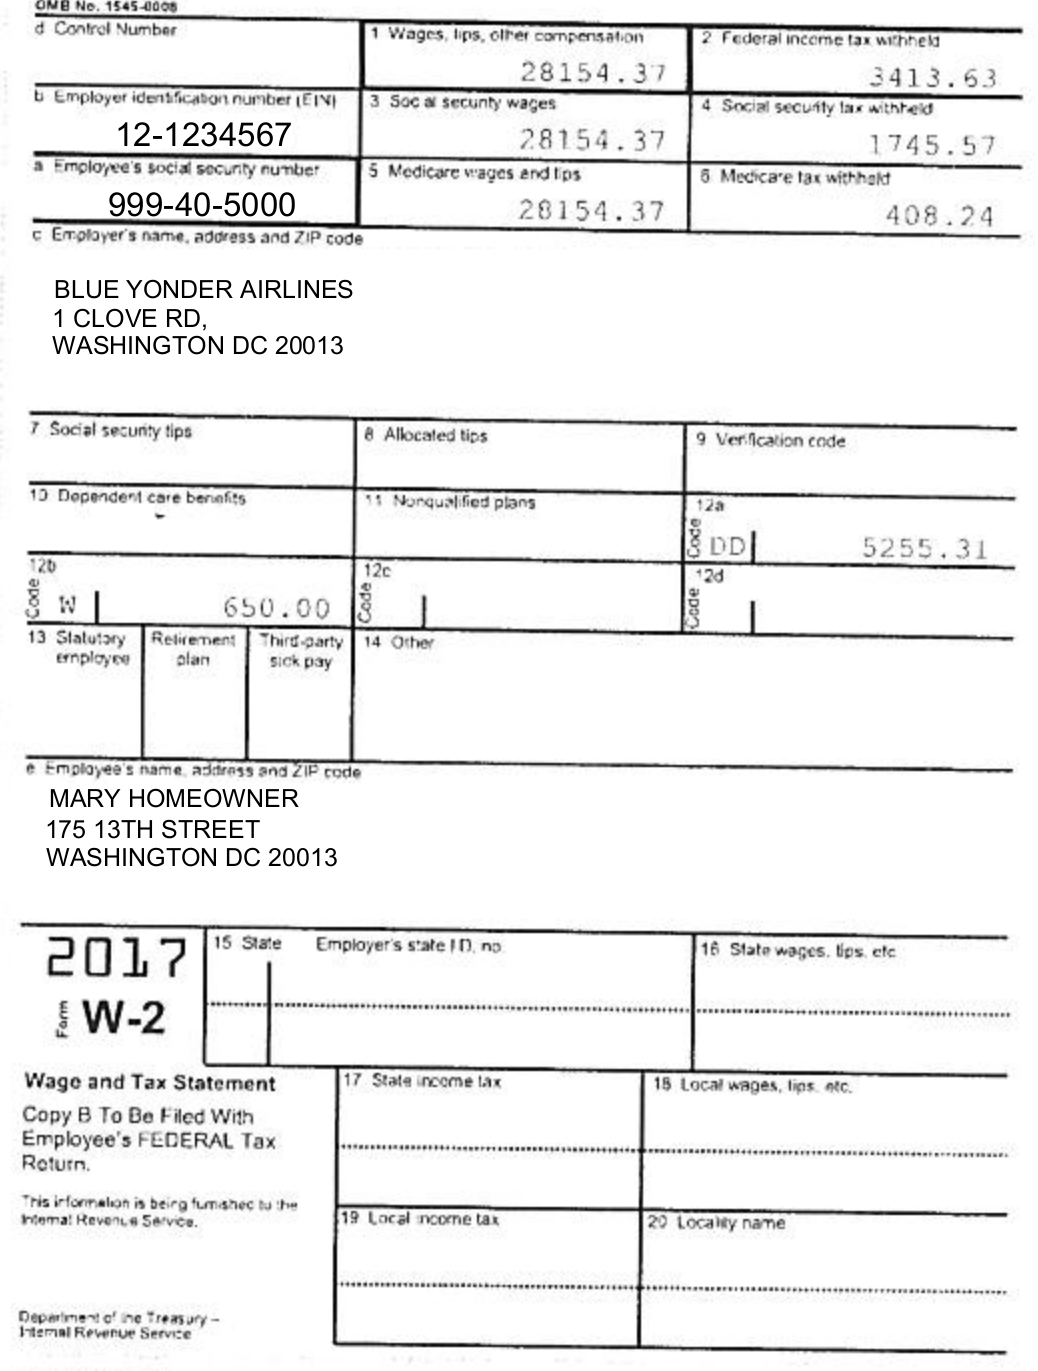 OMB No. 1545-0008
d Control Number
1 Wages, tips, other compensation
28154.37
2 Federal income tax withheld
3413.63
b Employer identification number (EIN)
12-1234567
3 Social security wages
28154.37
4 Social security tax withheld
1745.57
a Employee's social security number
999-40-5000
5 Medicare wages and tips
28154.37
6 Medicare tax withheld
408.24
c Employer's name, address and ZIP code
BLUE YONDER AIRLINES
1 CLOVE RD,
WASHINGTON DC 20013
7 Social security tips
8 Allocated tips
9 Verification code
10 Dependent care benefits
11 Nonqualified plans
12a
Code DD 5255.31
12b
Code W 650.00
12c
Code
12d
Code
13 Statutory employee
Retirement plan
Third-party sick pay
14 Other
e Employee's name, address and ZIP code
MARY HOMEOWNER
175 13TH STREET
WASHINGTON DC 20013
2017
Form W-2
15 State Employer's state I.D. no.
16 State wages, tips, etc.
Wage and Tax Statement
Copy B To Be Filed With
Employee's FEDERAL Tax
Return.
This information is being furnished to the
Internal Revenue Service.
Department of the Treasury –
Internal Revenue Service
17 State income tax
18 Local wages, tips, etc.
19 Local income tax
20 Locality name